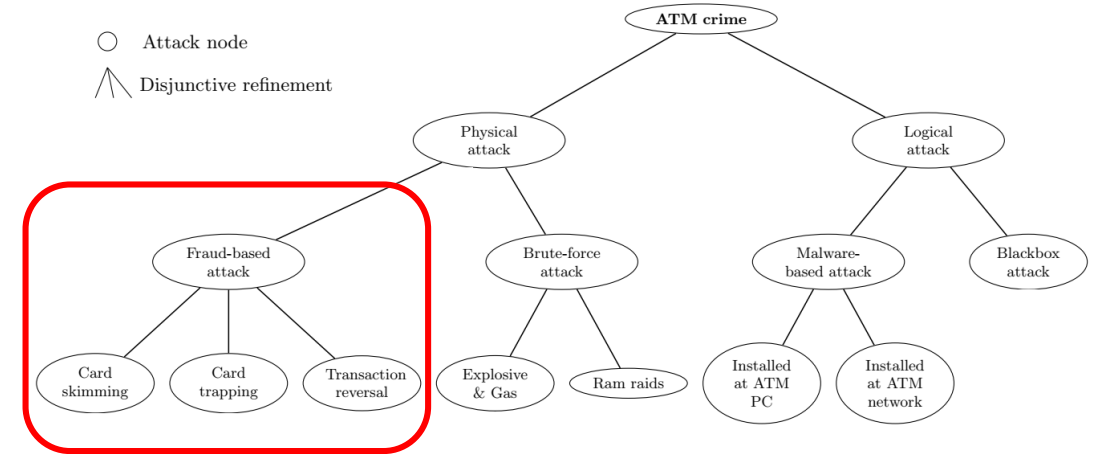 ATM crime
Attack node
Disjunctive refinement
Physical
attack
Logical
attack
Fraud-based
attack
Brute-force
attack
Malware-
based attack
Blackbox
attack
Card
skimming
Card
trapping
Transaction
reversal
Explosive
& Gas
Ram raids
Installed
at ATM
PC
Installed
at ATM
network